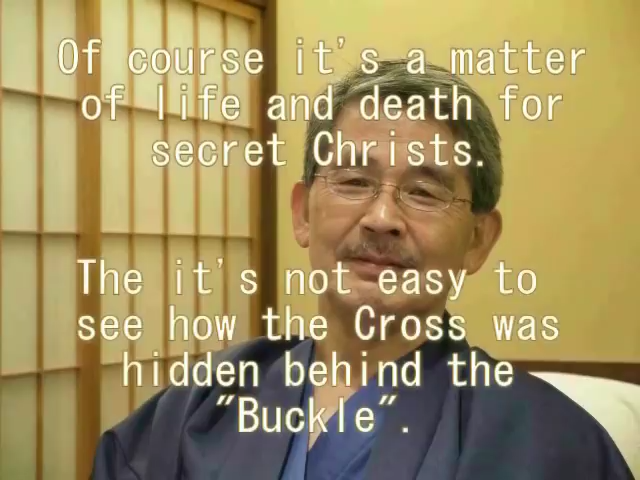 Of course it's a matter
of life and death for
secret Christs.
The it's not easy to
see how the Cross was
hidden behind the
"Buckle".